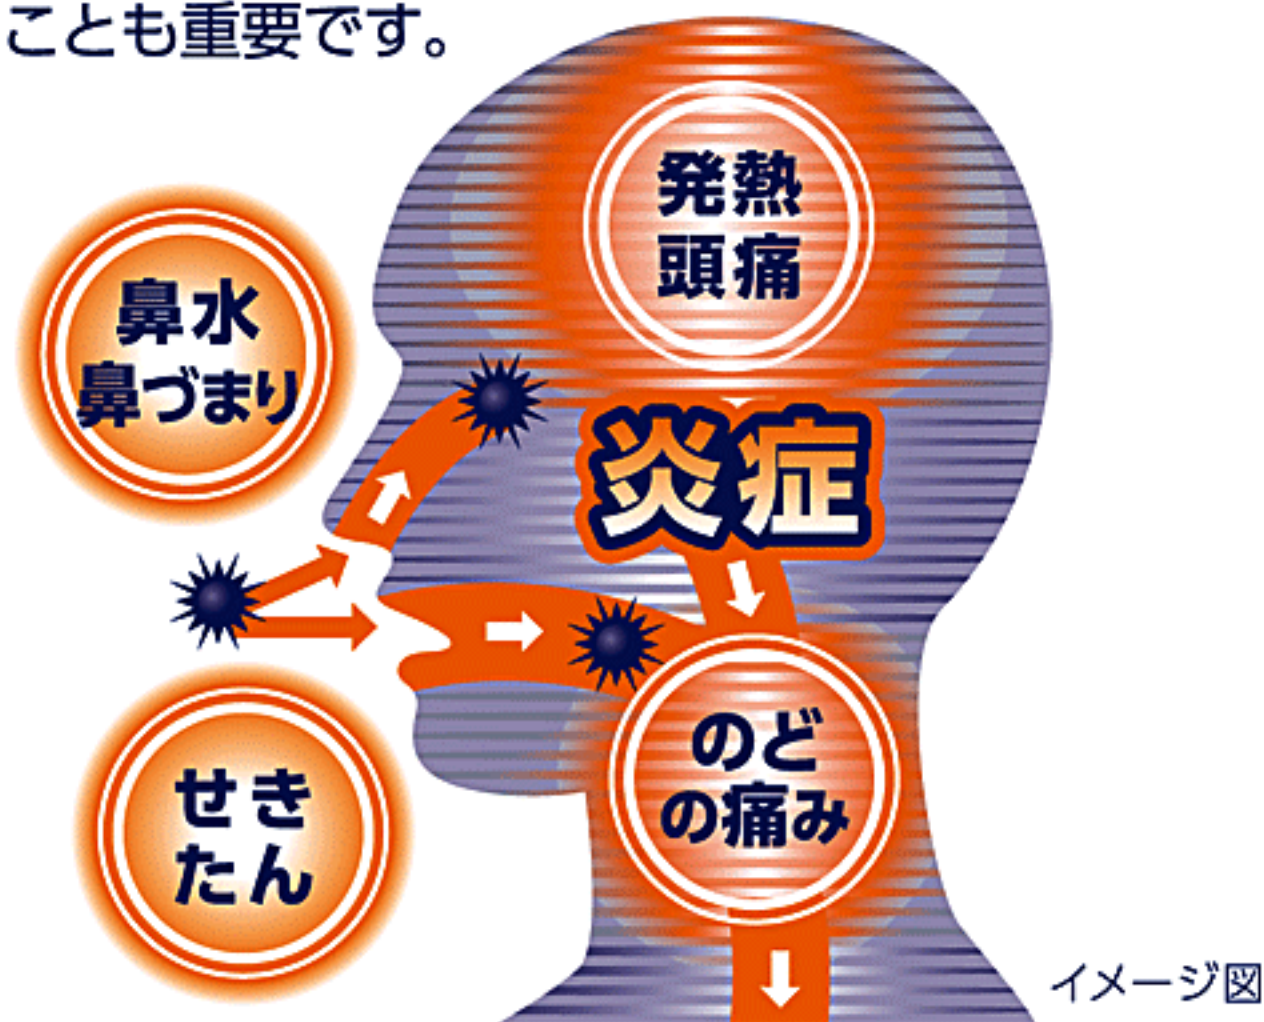 ことも重要です。
発熱
頭痛
鼻水
鼻づまり
炎症
せき
たん
のど
の痛み
イメージ図